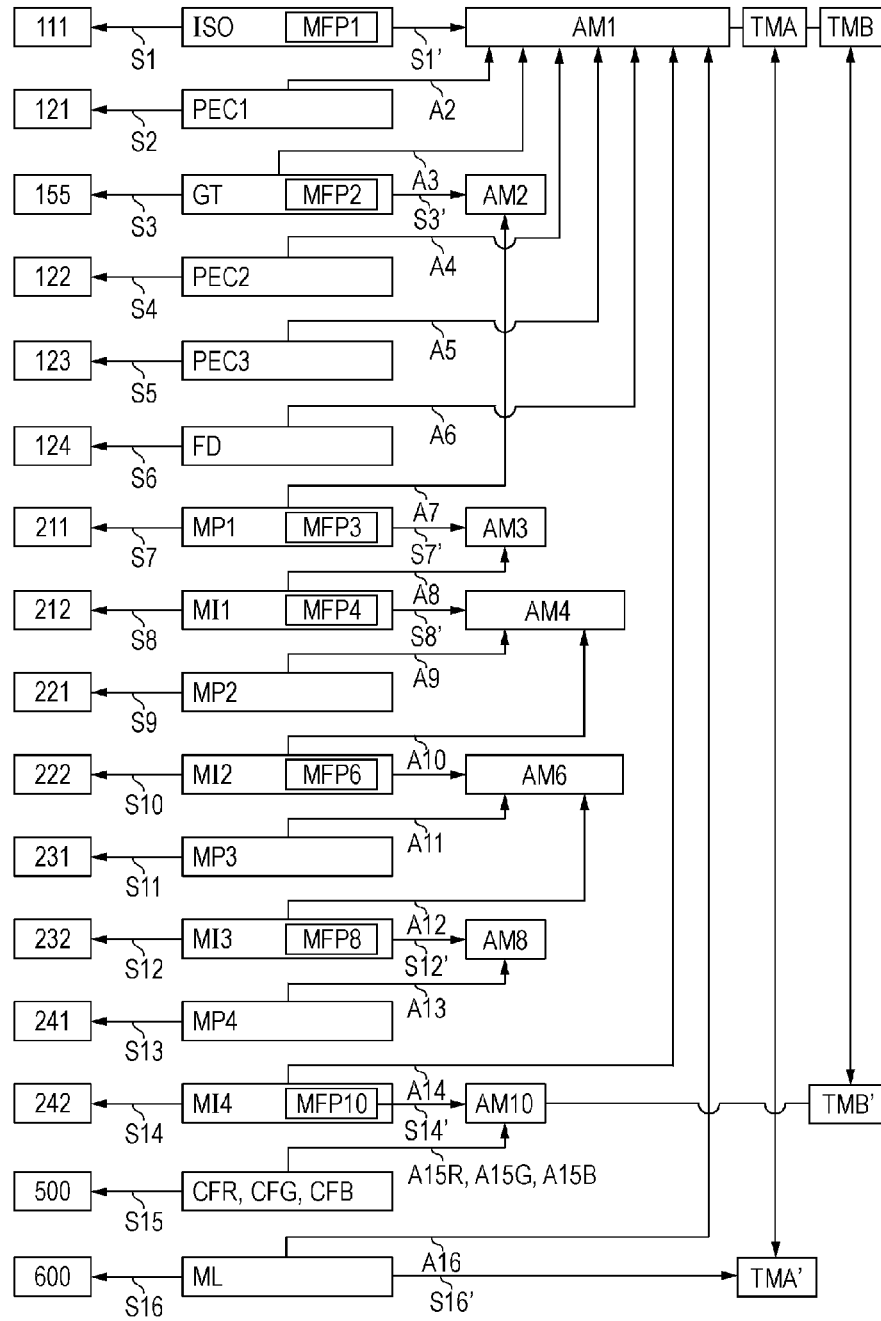 111 ISO MFP1 AM1 TMA TMB
S1 S1’
121 PEC1 A2
S2
155 GT MFP2 A3 AM2
S3 S3’
122 PEC2 A4
S4
123 PEC3 A5
S5
124 FD A6
S6
211 MP1 MFP3 A7 AM3
S7 S7’
212 MI1 MFP4 A8 AM4
S8 S8’
221 MP2 A9
S9
222 MI2 MFP6 A10 AM6
S10
231 MP3 A11
S11
232 MI3 MFP8 A12 AM8
S12 S12’
241 MP4 A13
S13
242 MI4 MFP10 A14 AM10 TMB’
S14 S14’
500 CFR, CFG, CFB A15R, A15G, A15B
S15
600 ML A16 TMA’
S16 S16’